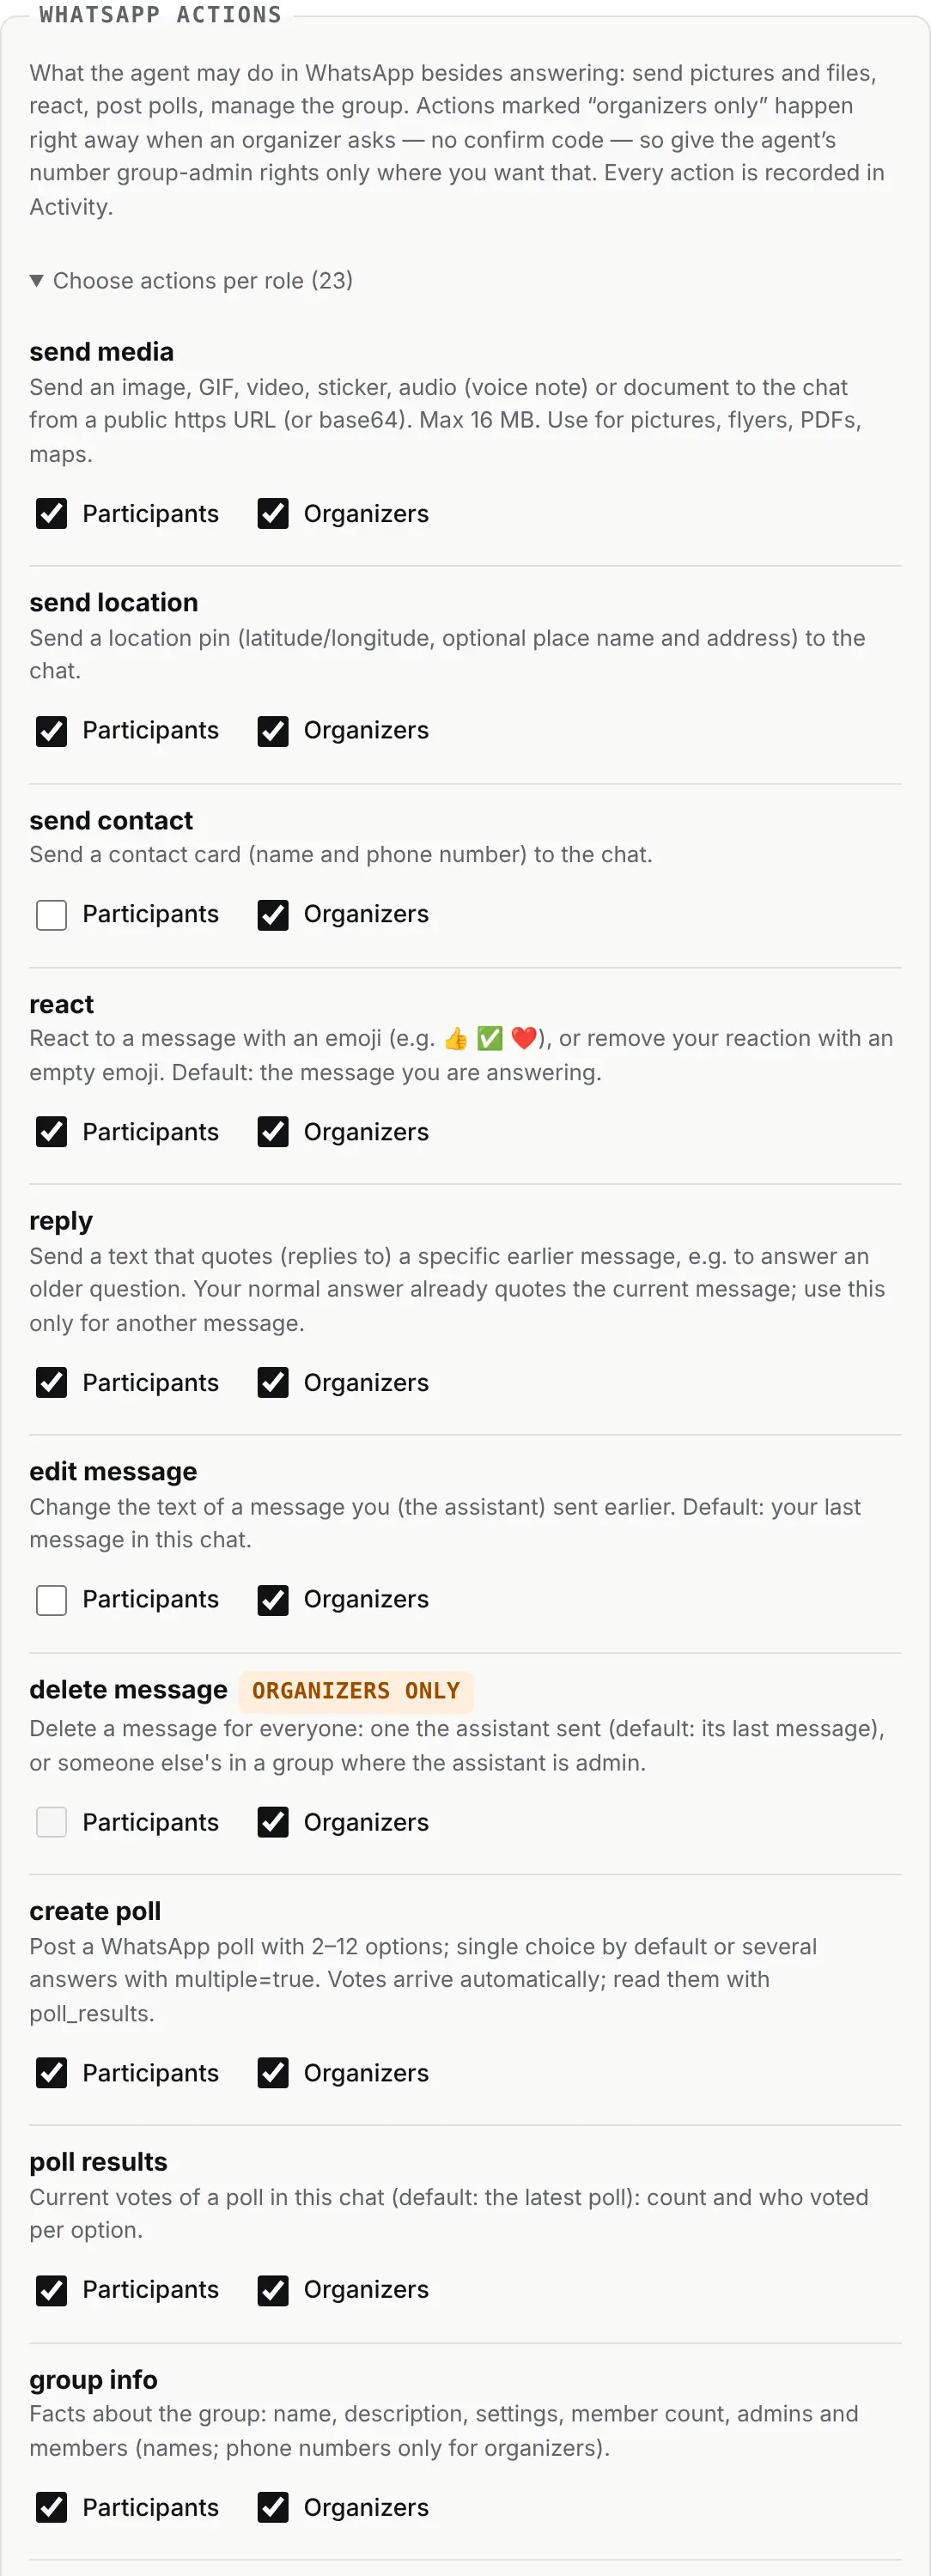 WHATSAPP ACTIONS
What the agent may do in WhatsApp besides answering: send pictures and files,
react, post polls, manage the group. Actions marked “organizers only” happen
right away when an organizer asks — no confirm code — so give the agent’s
number group-admin rights only where you want that. Every action is recorded in
Activity.
▼ Choose actions per role (23)
send media
Send an image, GIF, video, sticker, audio (voice note) or document to the chat
from a public https URL (or base64). Max 16 MB. Use for pictures, flyers, PDFs,
maps.
Participants Organizers
send location
Send a location pin (latitude/longitude, optional place name and address) to the
chat.
Participants Organizers
send contact
Send a contact card (name and phone number) to the chat.
Participants Organizers
react
React to a message with an emoji (e.g. 👍 ✅ ❤️), or remove your reaction with an
empty emoji. Default: the message you are answering.
Participants Organizers
reply
Send a text that quotes (replies to) a specific earlier message, e.g. to answer an
older question. Your normal answer already quotes the current message; use this
only for another message.
Participants Organizers
edit message
Change the text of a message you (the assistant) sent earlier. Default: your last
message in this chat.
Participants Organizers
delete message ORGANIZERS ONLY
Delete a message for everyone: one the assistant sent (default: its last message),
or someone else's in a group where the assistant is admin.
Participants Organizers
create poll
Post a WhatsApp poll with 2–12 options; single choice by default or several
answers with multiple=true. Votes arrive automatically; read them with
poll_results.
Participants Organizers
poll results
Current votes of a poll in this chat (default: the latest poll): count and who voted
per option.
Participants Organizers
group info
Facts about the group: name, description, settings, member count, admins and
members (names; phone numbers only for organizers).
Participants Organizers